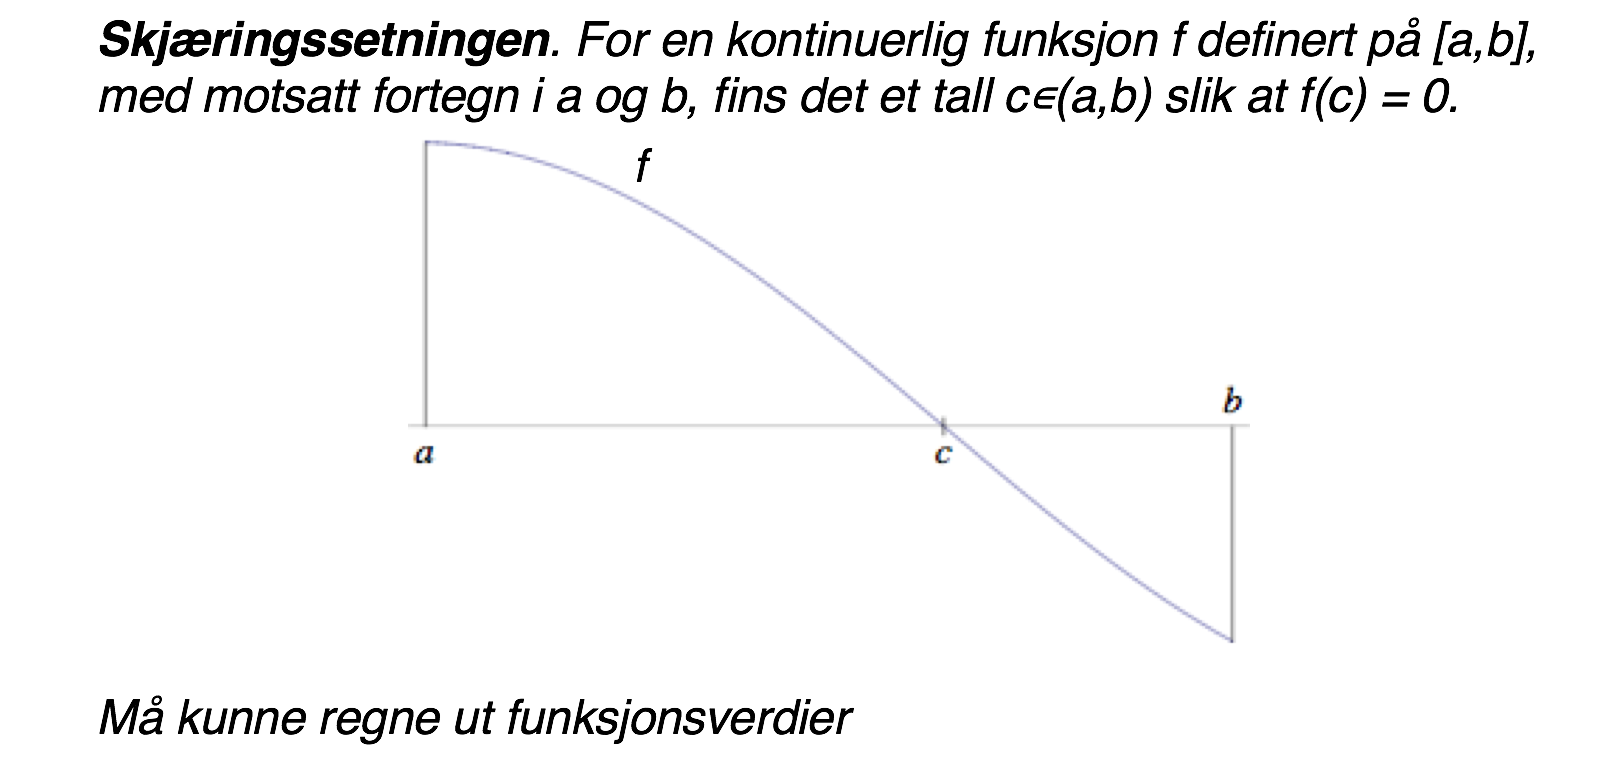 Skjæringssetningen. For en kontinuerlig funksjon f definert på [a,b],
med motsatt fortegn i a og b, fins det et tall c∊(a,b) slik at f(c) = 0.
f
b
a
c
Må kunne regne ut funksjonsverdier